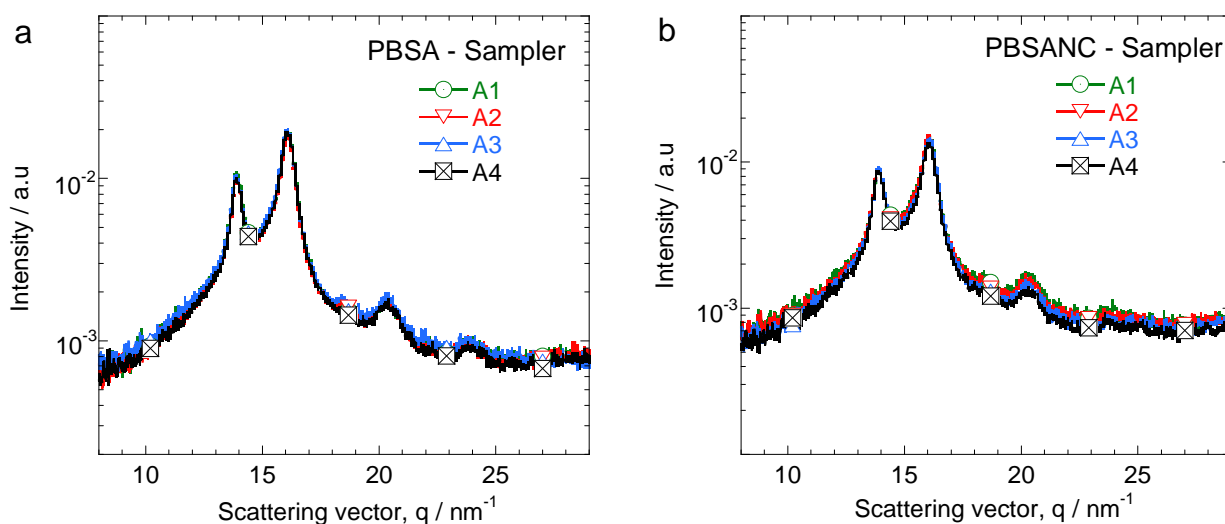 a
PBSA - Sampler
A1
A2
A3
A4
Intensity / a.u
10-2
10-3
10
15
20
25
Scattering vector, q / nm-1
b
PBSANC - Sampler
A1
A2
A3
A4
Intensity / a.u
10-2
10-3
10
15
20
25
Scattering vector, q / nm-1